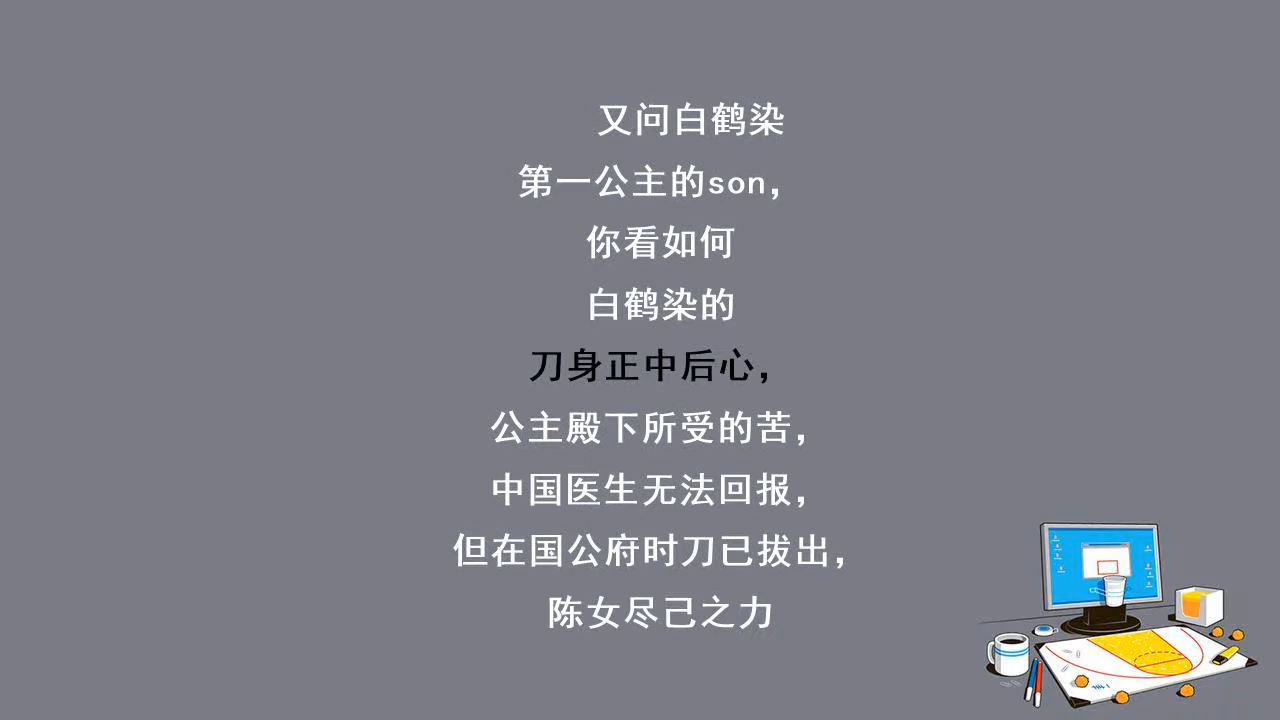 又问白鹤染
第一公主的son，
你看如何
白鹤染的
刀身正中后心，
公主殿下所受的苦，
中国医生无法回报，
但在国公府时刀已拔出，
陈女尽己之力